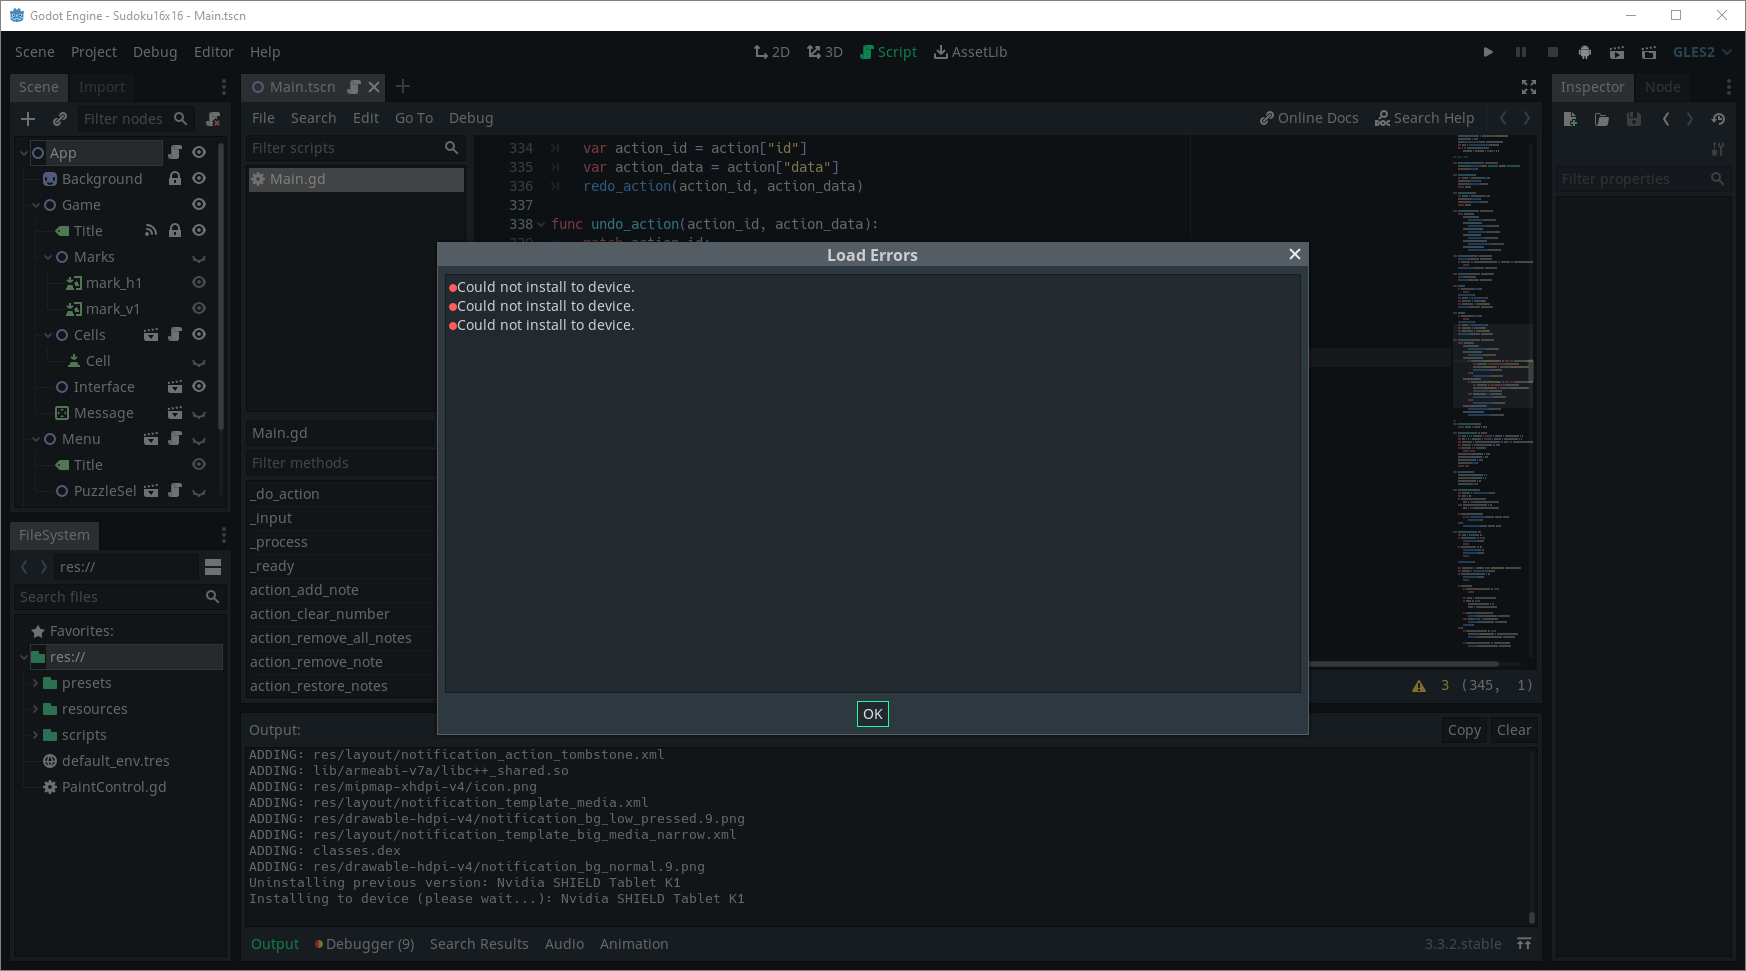 Godot Engine - Sudoku16x16 - Main.tscn
Scene Project Debug Editor Help
2D 3D Script AssetLib
GLES2
Scene Import
Main.tscn
Inspector Node
Filter nodes
File Search Edit Go To Debug
Online Docs Search Help
App
Background
Game
Title
Marks
mark_h1
mark_v1
Cells
Cell
Interface
Message
Menu
Title
PuzzleSel
Filter scripts
Main.gd
334 var action_id = action["id"]
335 var action_data = action["data"]
336 redo_action(action_id, action_data)
337
338 func undo_action(action_id, action_data):
339 match action_id:
Filter properties
Load Errors
Could not install to device.
Could not install to device.
Could not install to device.
OK
Main.gd
Filter methods
_do_action
_input
_process
_ready
action_add_note
action_clear_number
action_remove_all_notes
action_remove_note
action_restore_notes
3 (345, 1)
FileSystem
res://
Search files
Favorites:
res://
presets
resources
scripts
default_env.tres
PaintControl.gd
Output:
Copy Clear
ADDING: res/layout/notification_action_tombstone.xml
ADDING: lib/armeabi-v7a/libc++_shared.so
ADDING: res/mipmap-xhdpi-v4/icon.png
ADDING: res/layout/notification_template_media.xml
ADDING: res/drawable-hdpi-v4/notification_bg_low_pressed.9.png
ADDING: res/layout/notification_template_big_media_narrow.xml
ADDING: classes.dex
ADDING: res/drawable-hdpi-v4/notification_bg_normal.9.png
Uninstalling previous version: Nvidia SHIELD Tablet K1
Installing to device (please wait...): Nvidia SHIELD Tablet K1
Output Debugger (9) Search Results Audio Animation
3.3.2.stable